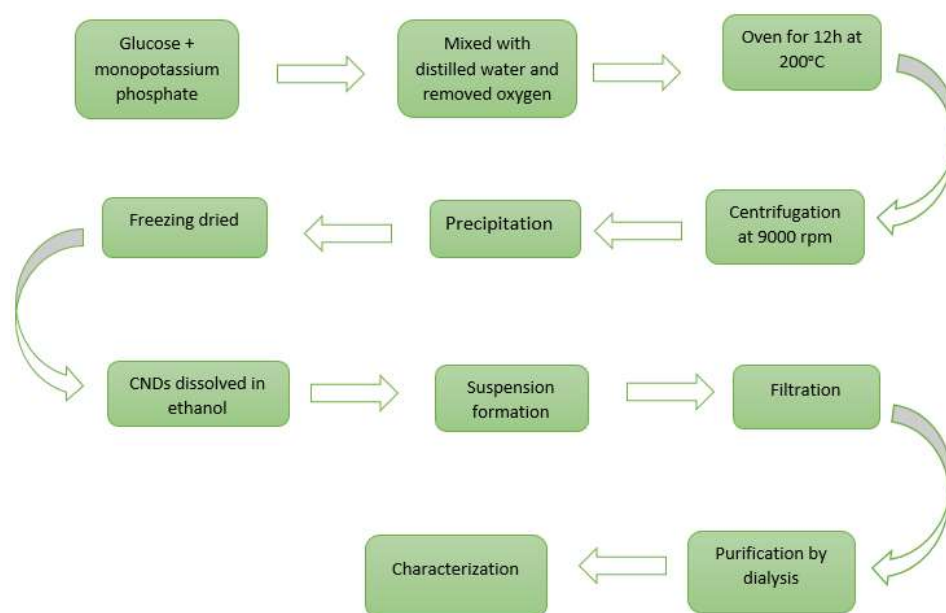 Glucose +
monopotassium
phosphate
Mixed with
distilled water and
removed oxygen
Oven for 12h at
200°C
Centrifugation
at 9000 rpm
Precipitation
Freezing dried
CNDs dissolved in
ethanol
Suspension
formation
Filtration
Purification by
dialysis
Characterization